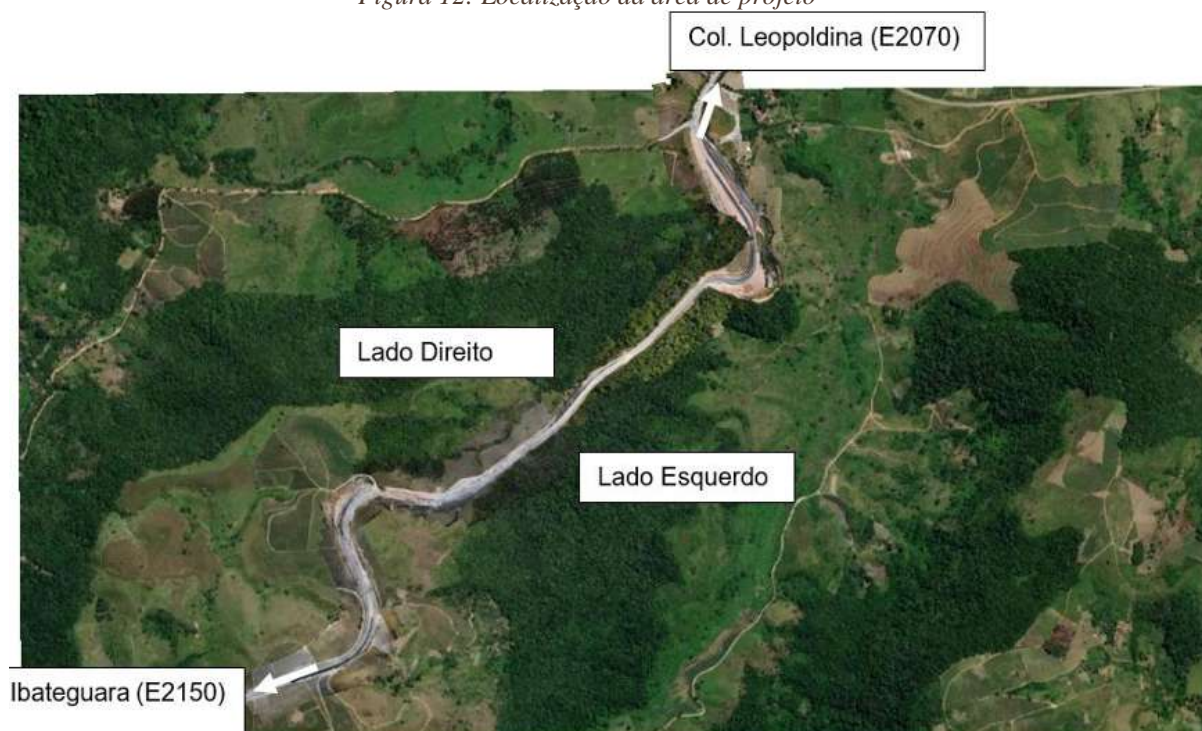 Figura 12: Localização da área de projeto
Col. Leopoldina (E2070)
Lado Direito
Lado Esquerdo
Ibateguara (E2150)